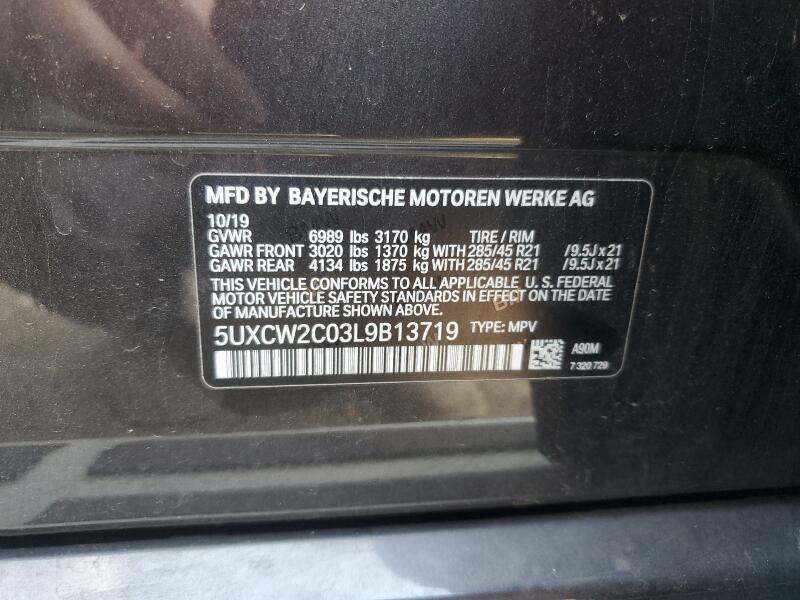 MFD BY BAYERISCHE MOTOREN WERKE AG
10/19
GVWR 6989 lbs 3170 kg TIRE / RIM
GAWR FRONT 3020 lbs 1370 kg WITH 285/45 R21 /9.5J x 21
GAWR REAR 4134 lbs 1875 kg WITH 285/45 R21 /9.5J x 21
THIS VEHICLE CONFORMS TO ALL APPLICABLE U. S. FEDERAL
MOTOR VEHICLE SAFETY STANDARDS IN EFFECT ON THE DATE
OF MANUFACTURE SHOWN ABOVE.
5UXCW2C03L9B13719 TYPE: MPV
A90M
7 320 729